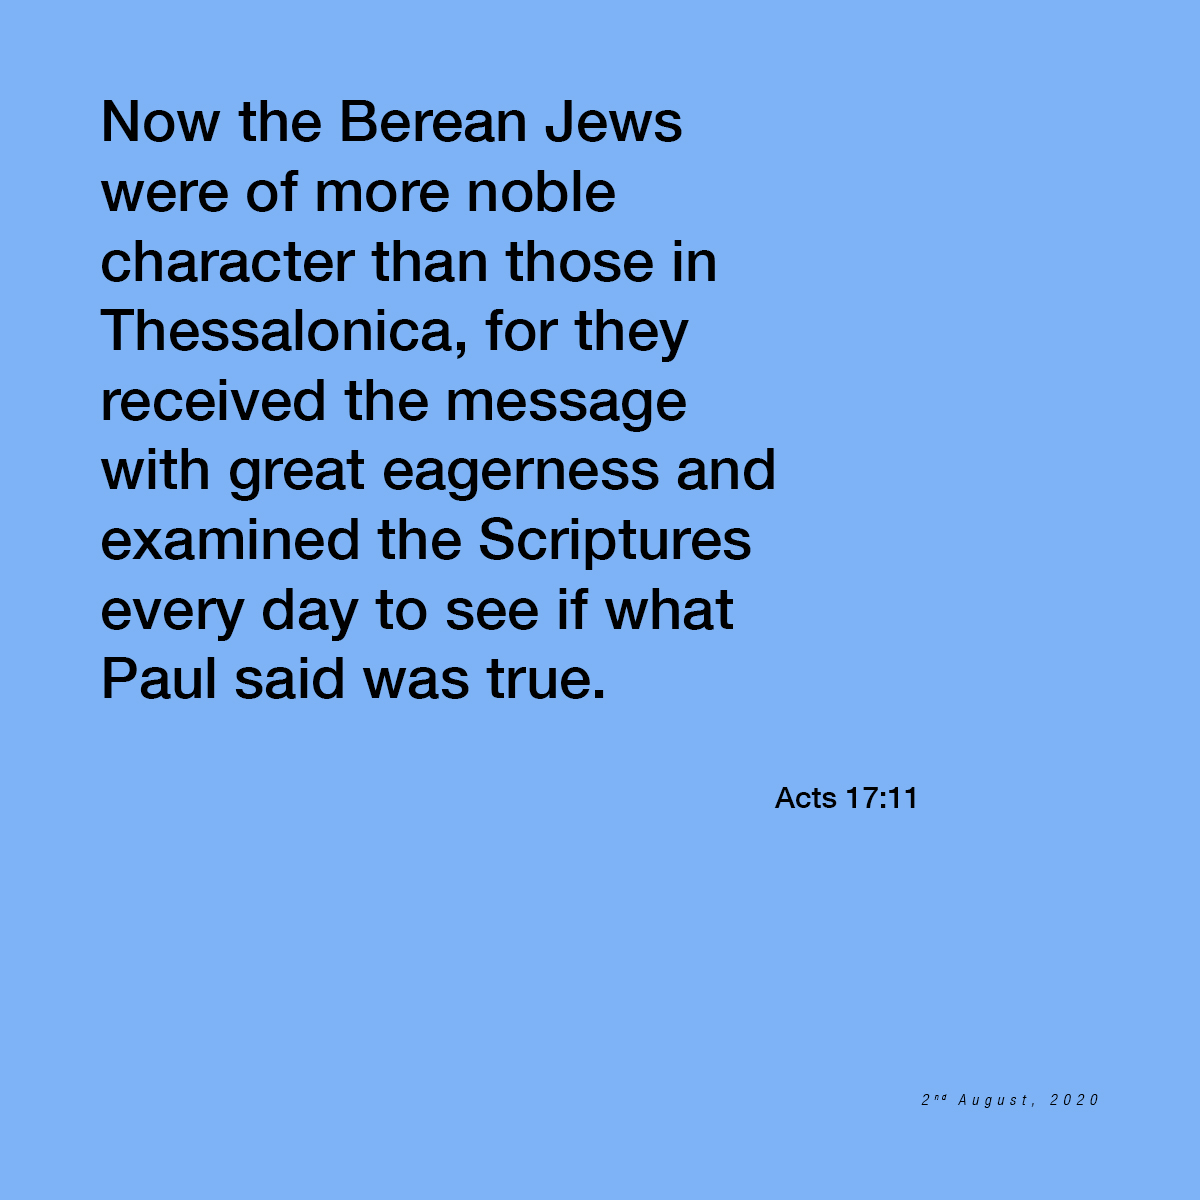 Now the Berean Jews
were of more noble
character than those in
Thessalonica, for they
received the message
with great eagerness and
examined the Scriptures
every day to see if what
Paul said was true.
Acts 17:11
2nd August, 2020